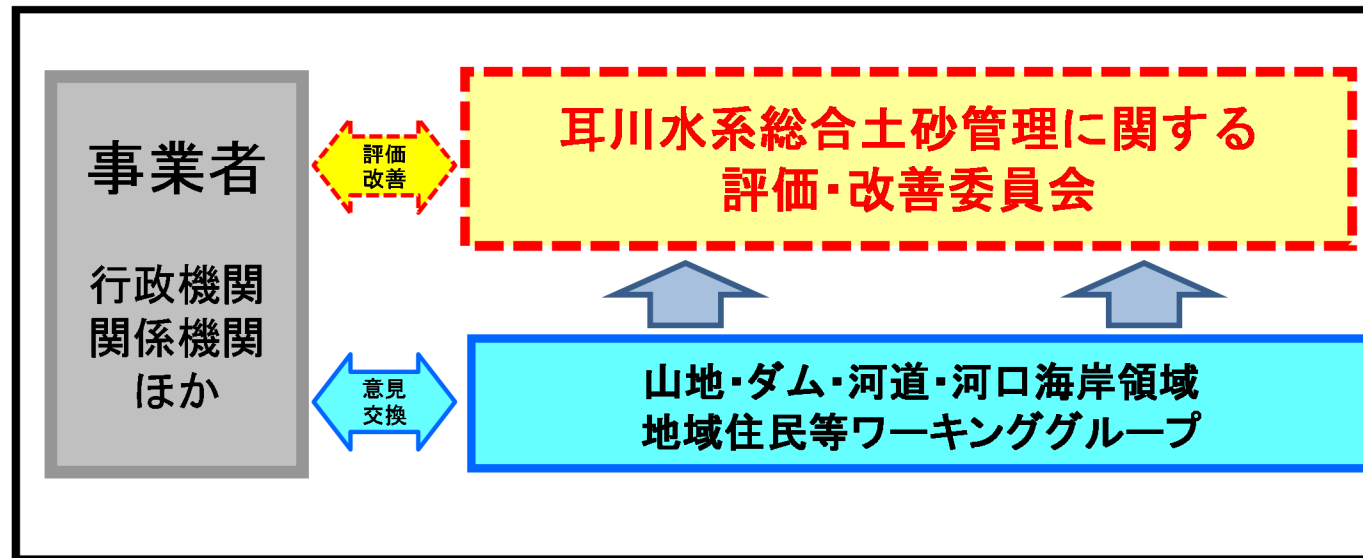 事業者
行政機関
関係機関
ほか
評価
改善
耳川水系総合土砂管理に関する
評価・改善委員会
意見
交換
山地・ダム・河道・河口海岸領域
地域住民等ワーキンググループ